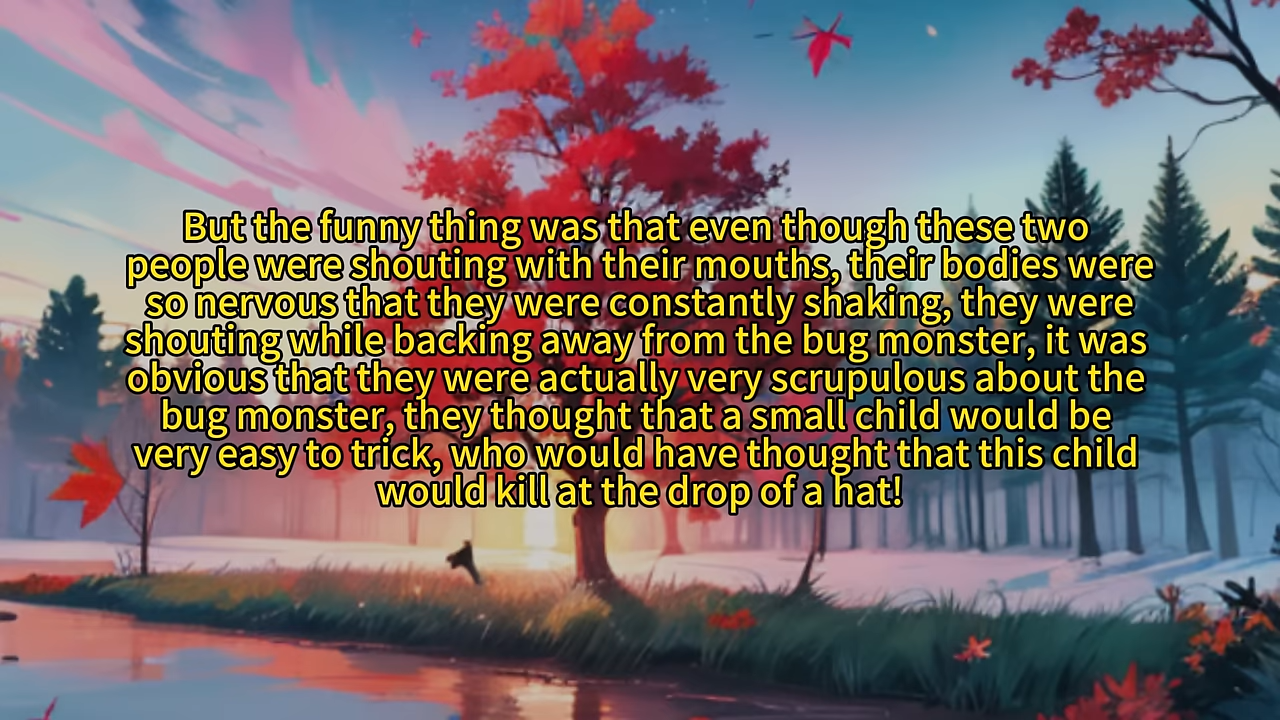 But the funny thing was that even though these two
people were shouting with their mouths, their bodies were
so nervous that they were constantly shaking, they were
shouting while backing away from the bug monster, it was
obvious that they were actually very scrupulous about the
bug monster, they thought that a small child would be
very easy to trick, who would have thought that this child
would kill at the drop of a hat!